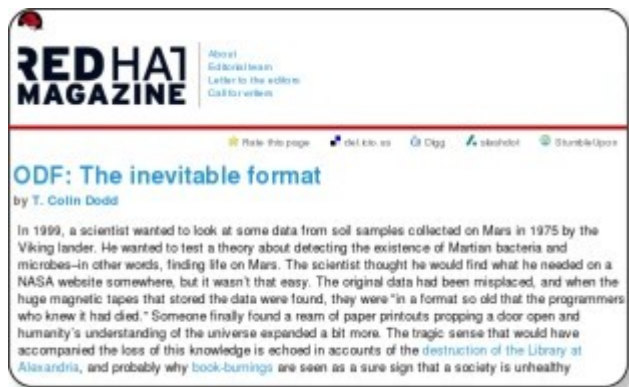 RED HAT
MAGAZINE
About
Editorial team
Letter to the editors
Call for writers
Rate this page del.icio.us Digg slashdot StumbleUpon
ODF: The inevitable format
by T. Colin Dodd
In 1999, a scientist wanted to look at some data from soil samples collected on Mars in 1975 by the
Viking lander. He wanted to test a theory about detecting the existence of Martian bacteria and
microbes–in other words, finding life on Mars. The scientist thought he would find what he needed on a
NASA website somewhere, but it wasn't that easy. The original data had been misplaced, and when the
huge magnetic tapes that stored the data were found, they were "in a format so old that the programmers
who knew it had died." Someone finally found a ream of paper printouts propping a door open and
humanity's understanding of the universe expanded a bit more. The tragic sense that would have
accompanied the loss of this knowledge is echoed in accounts of the destruction of the Library at
Alexandria, and probably why book-burnings are seen as a sure sign that a society is unhealthy